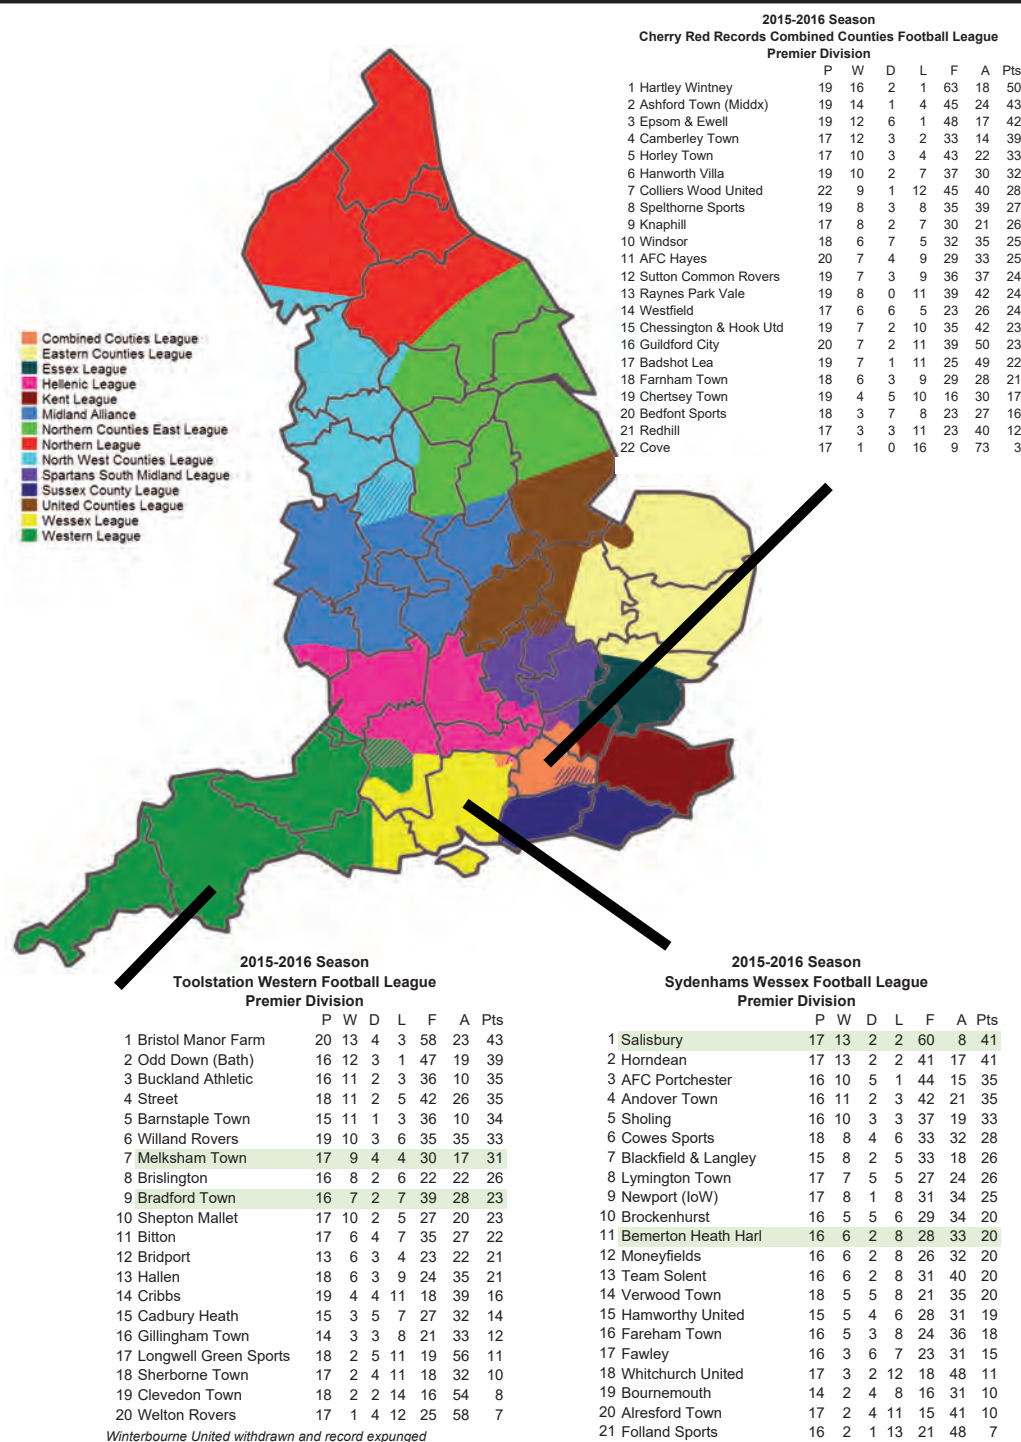 2015-2016 Season
Cherry Red Records Combined Counties Football League
Premier Division
P W D L F A Pts
1 Hartley Wintney 19 16 2 1 63 18 50
2 Ashford Town (Middx) 19 14 1 4 45 24 43
3 Epsom & Ewell 19 12 6 1 48 17 42
4 Camberley Town 17 12 3 2 33 14 39
5 Horley Town 17 10 3 4 43 22 33
6 Hanworth Villa 19 10 2 7 37 30 32
7 Colliers Wood United 22 9 1 12 45 40 28
8 Spelthorne Sports 19 8 3 8 35 39 27
9 Knaphill 17 8 2 7 30 21 26
10 Windsor 18 6 7 5 32 35 25
11 AFC Hayes 20 7 4 9 29 33 25
12 Sutton Common Rovers 19 7 3 9 36 37 24
13 Raynes Park Vale 19 8 0 11 39 42 24
14 Westfield 17 6 6 5 23 26 24
15 Chessington & Hook Utd 19 7 2 10 35 42 23
16 Guildford City 20 7 2 11 39 50 23
17 Badshot Lea 19 7 1 11 25 49 22
18 Farnham Town 18 6 3 9 29 28 21
19 Chertsey Town 19 4 5 10 16 30 17
20 Bedfont Sports 18 3 7 8 23 27 16
21 Redhill 17 3 3 11 23 40 12
22 Cove 17 1 0 16 9 73 3
Combined Couties League
Eastern Counties League
Essex League
Hellenic League
Kent League
Midland Alliance
Northern Counties East League
Northern League
North West Counties League
Spartans South Midland League
Sussex County League
United Counties League
Wessex League
Western League
2015-2016 Season
Toolstation Western Football League
Premier Division
P W D L F A Pts
1 Bristol Manor Farm 20 13 4 3 58 23 43
2 Odd Down (Bath) 16 12 3 1 47 19 39
3 Buckland Athletic 16 11 2 3 36 10 35
4 Street 18 11 2 5 42 26 35
5 Barnstaple Town 15 11 1 3 36 10 34
6 Willand Rovers 19 10 3 6 35 35 33
7 Melksham Town 17 9 4 4 30 17 31
8 Brislington 16 8 2 6 22 22 26
9 Bradford Town 16 7 2 7 39 28 23
10 Shepton Mallet 17 10 2 5 27 20 23
11 Bitton 17 6 4 7 35 27 22
12 Bridport 13 6 3 4 23 22 21
13 Hallen 18 6 3 9 24 35 21
14 Cribbs 19 4 4 11 18 39 16
15 Cadbury Heath 15 3 5 7 27 32 14
16 Gillingham Town 14 3 3 8 21 33 12
17 Longwell Green Sports 18 2 5 11 19 56 11
18 Sherborne Town 17 2 4 11 18 32 10
19 Clevedon Town 18 2 2 14 16 54 8
20 Welton Rovers 17 1 4 12 25 58 7
Winterbourne United withdrawn and record expunged
2015-2016 Season
Sydenhams Wessex Football League
Premier Division
P W D L F A Pts
1 Salisbury 17 13 2 2 60 8 41
2 Horndean 17 13 2 2 41 17 41
3 AFC Portchester 16 10 5 1 44 15 35
4 Andover Town 16 11 2 3 42 21 35
5 Sholing 16 10 3 3 37 19 33
6 Cowes Sports 18 8 4 6 33 32 28
7 Blackfield & Langley 15 8 2 5 33 18 26
8 Lymington Town 17 7 5 5 27 24 26
9 Newport (IoW) 17 8 1 8 31 34 25
10 Brockenhurst 16 5 5 6 29 34 20
11 Bemerton Heath Harl 16 6 2 8 28 33 20
12 Moneyfields 16 6 2 8 26 32 20
13 Team Solent 16 6 2 8 31 40 20
14 Verwood Town 18 5 5 8 21 35 20
15 Hamworthy United 15 5 4 6 28 31 19
16 Fareham Town 16 5 3 8 24 36 18
17 Fawley 16 3 6 7 23 31 15
18 Whitchurch United 17 3 2 12 18 48 11
19 Bournemouth 14 2 4 8 16 31 10
20 Alresford Town 17 2 4 11 15 41 10
21 Folland Sports 16 2 1 13 21 48 7